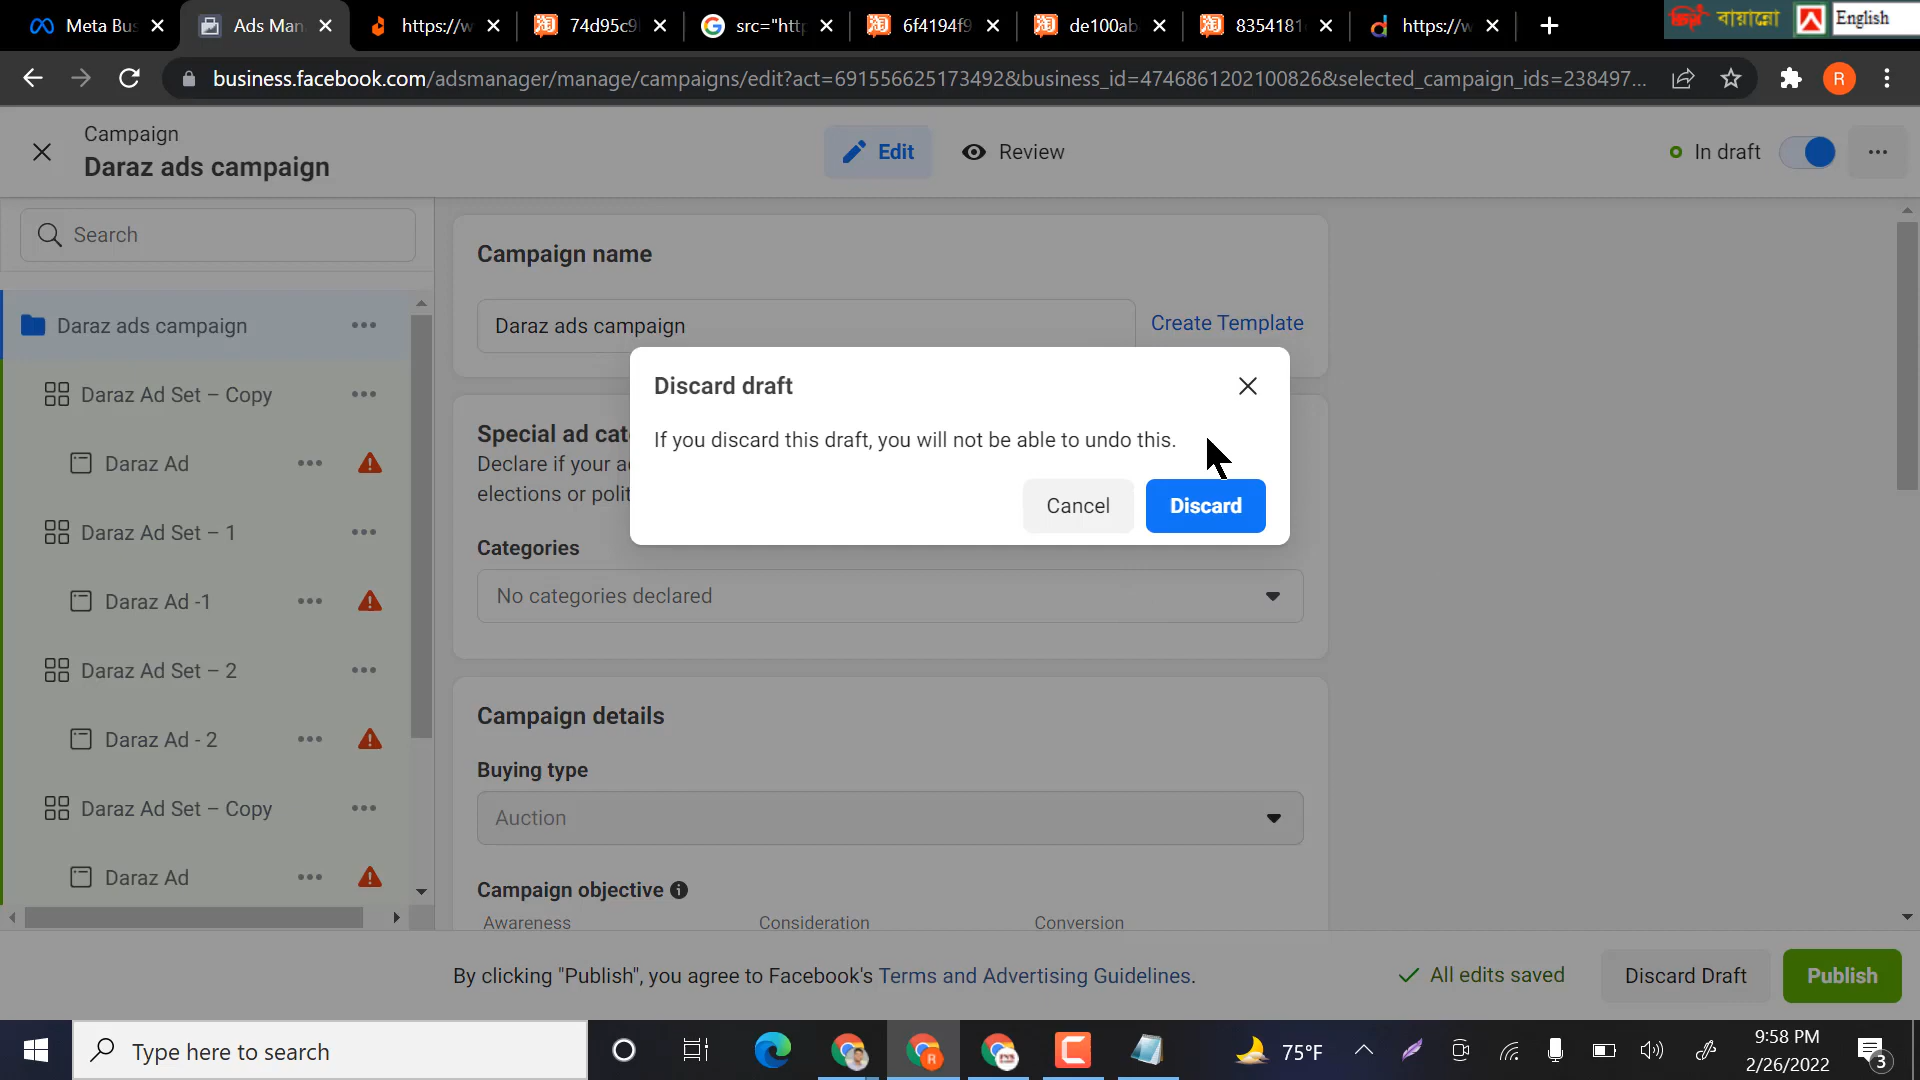 Meta Bus
Ads Man
https://w
74d95c9
src="http
6f4194f9
de100ab
8354181
https://w
বায়ান্নো
English
business.facebook.com/adsmanager/manage/campaigns/edit?act=691556625173492&business_id=4746861202100826&selected_campaign_ids=238497...
R
Campaign
Daraz ads campaign
Edit
Review
In draft
Search
Daraz ads campaign
Daraz Ad Set – Copy
Daraz Ad
Daraz Ad Set – 1
Daraz Ad -1
Daraz Ad Set – 2
Daraz Ad - 2
Daraz Ad Set – Copy
Daraz Ad
Campaign name
Daraz ads campaign
Create Template
Special ad cat
Declare if your a
elections or polit
Categories
No categories declared
Discard draft
If you discard this draft, you will not be able to undo this.
Cancel
Discard
Campaign details
Buying type
Auction
Campaign objective
Awareness
Consideration
Conversion
By clicking "Publish", you agree to Facebook's Terms and Advertising Guidelines.
All edits saved
Discard Draft
Publish
Type here to search
R
75°F
9:58 PM
2/26/2022
3